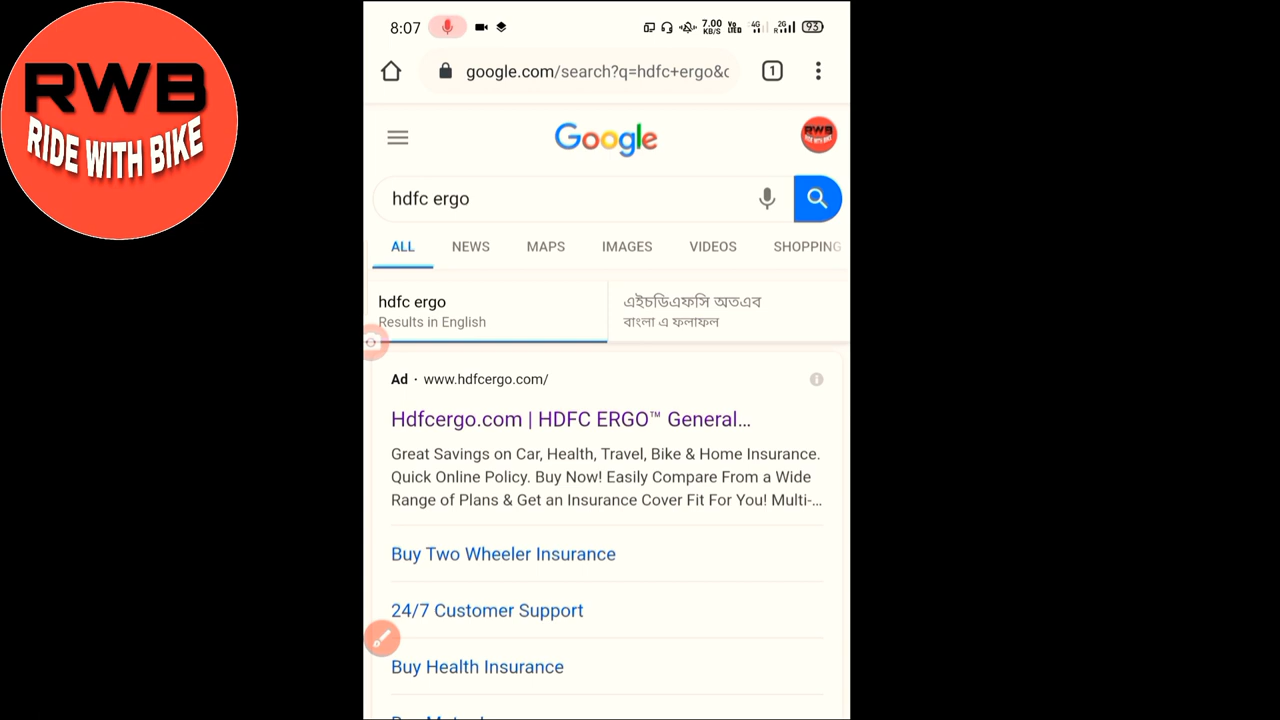 RWB
RIDE WITH BIKE
8:07
7.00
KB/S
Vo
LTE
4G
2G
R
93
google.com/search?q=hdfc+ergo&c
1
Google
RWB
hdfc ergo
ALL NEWS MAPS IMAGES VIDEOS SHOPPING
hdfc ergo
Results in English
এইচডিএফসি অতএব
বাংলা এ ফলাফল
Ad · www.hdfcergo.com/
Hdfcergo.com | HDFC ERGO™ General...
Great Savings on Car, Health, Travel, Bike & Home Insurance.
Quick Online Policy. Buy Now! Easily Compare From a Wide
Range of Plans & Get an Insurance Cover Fit For You! Multi-...
Buy Two Wheeler Insurance
24/7 Customer Support
Buy Health Insurance